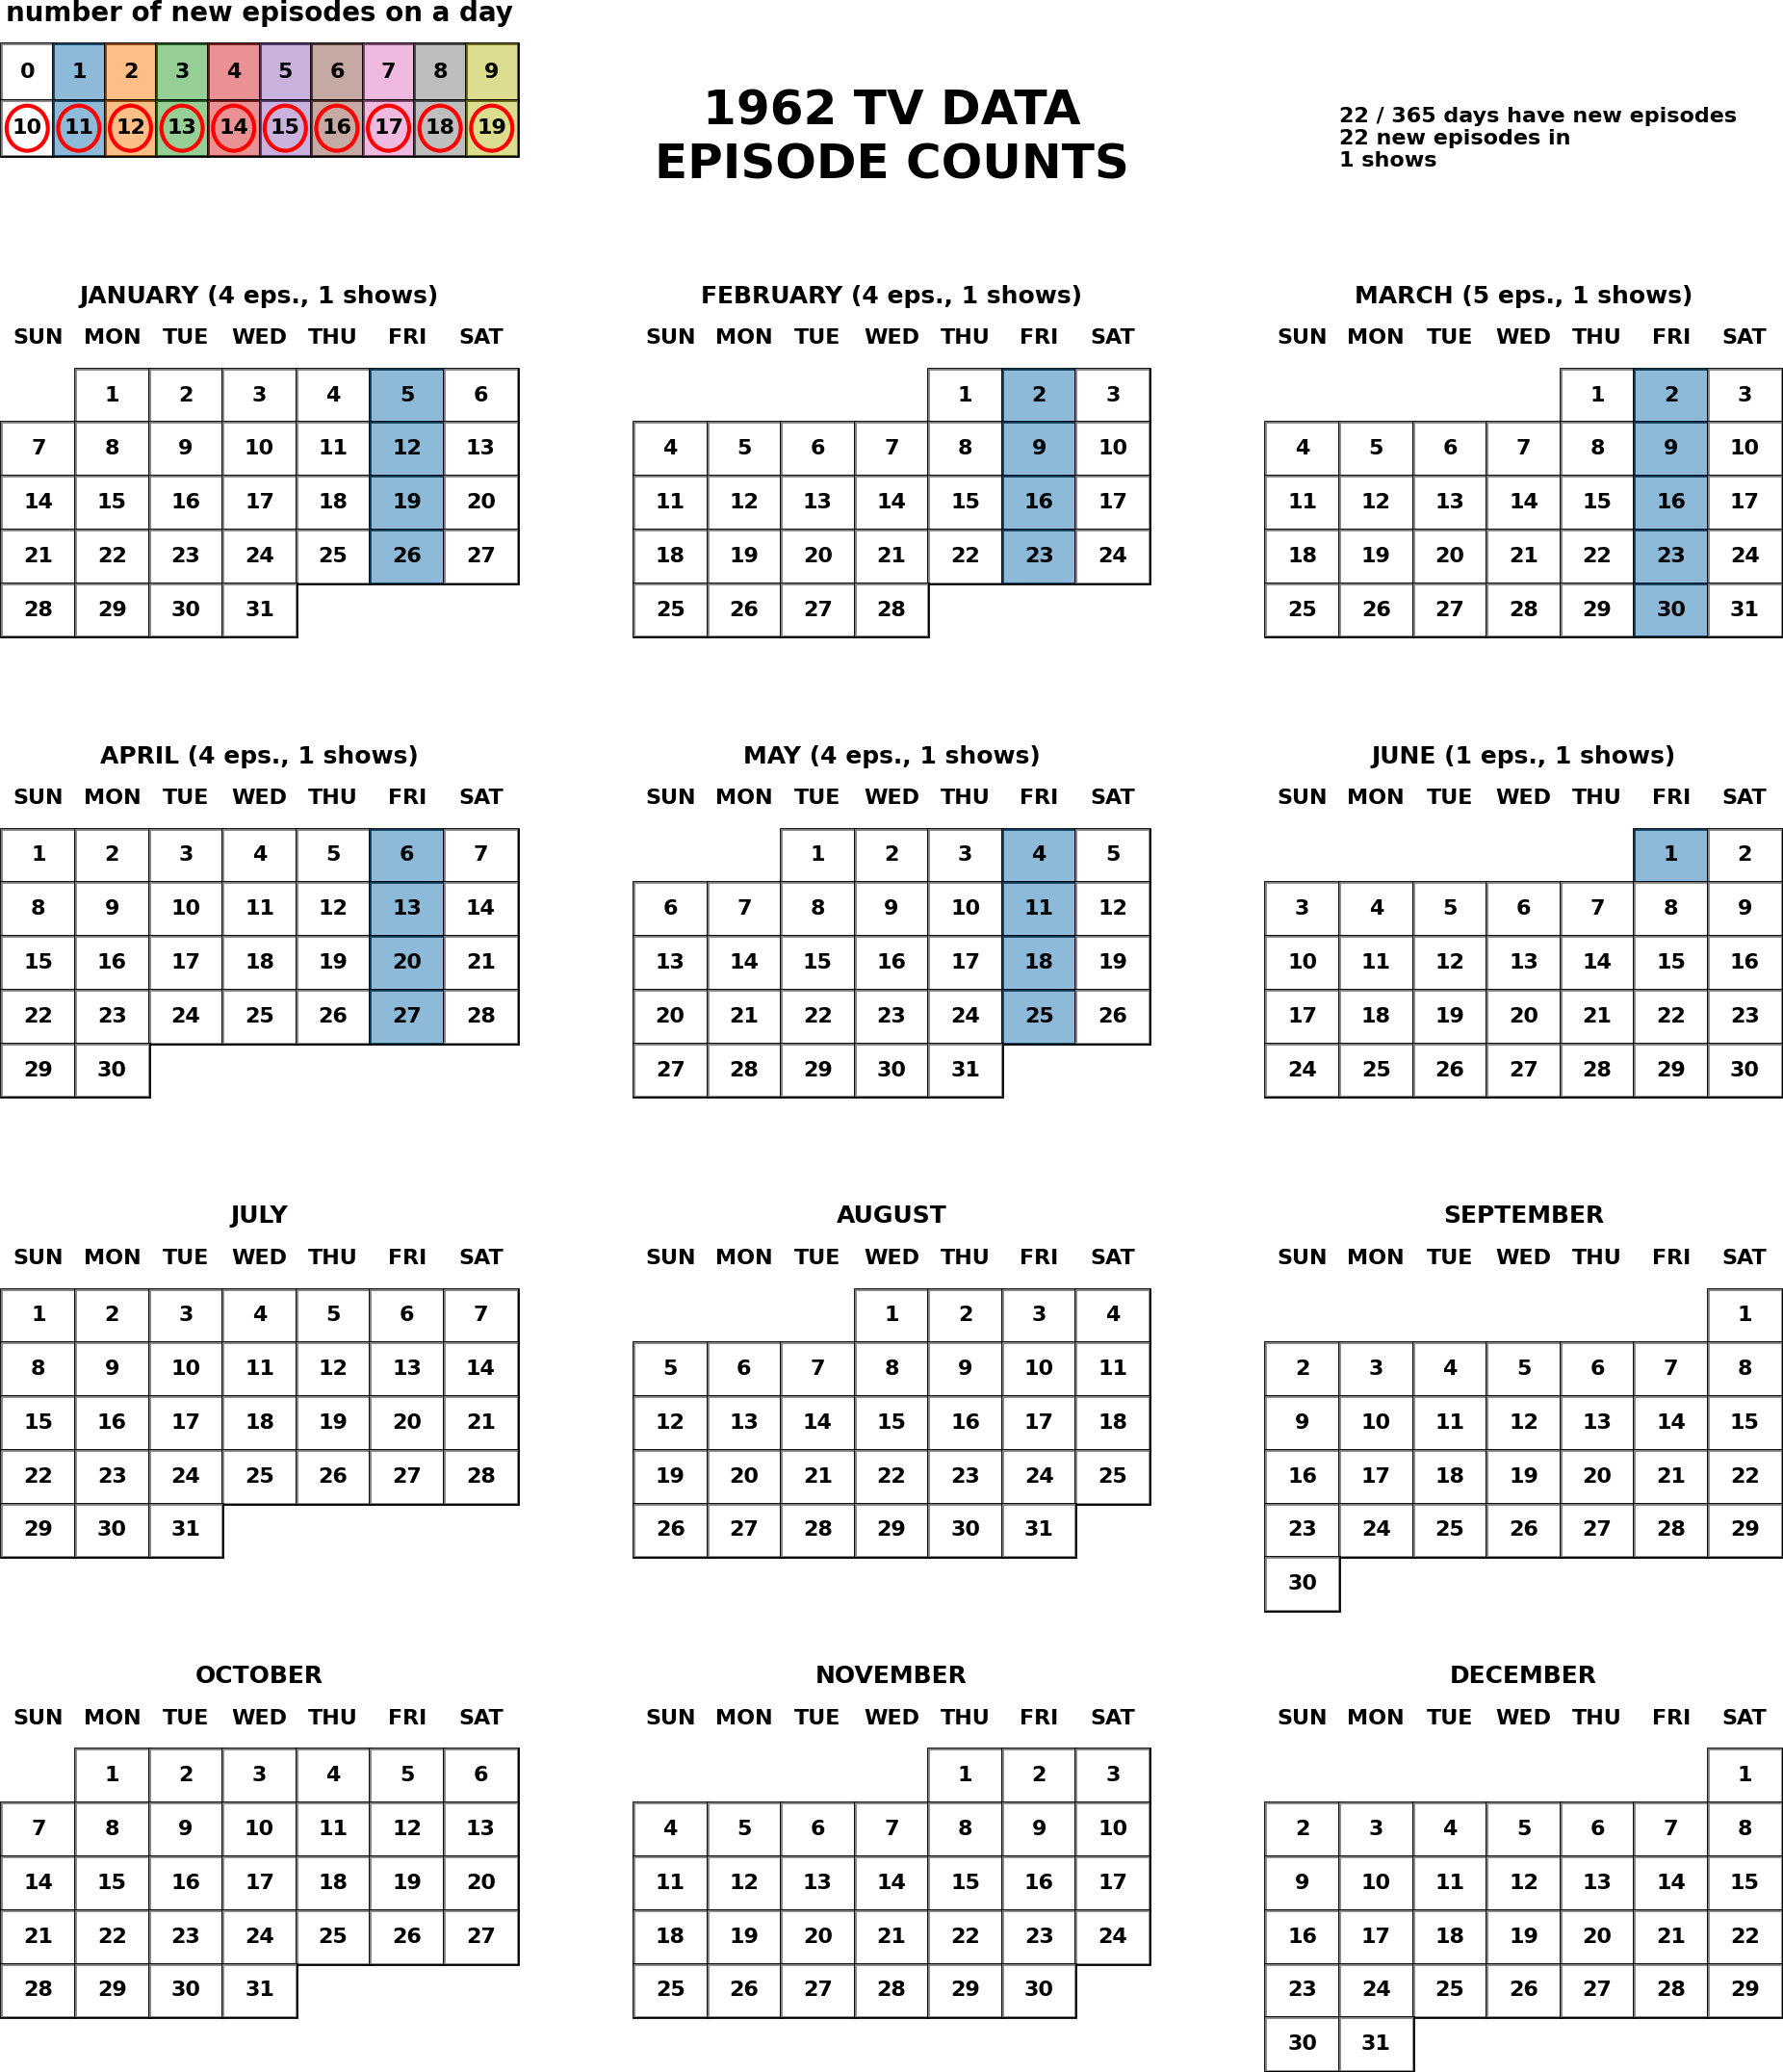 number of new episodes on a day
0 1 2 3 4 5 6 7 8 9
10 11 12 13 14 15 16 17 18 19
1962 TV DATA
EPISODE COUNTS
22 / 365 days have new episodes
22 new episodes in
1 shows
JANUARY (4 eps., 1 shows)
SUN MON TUE WED THU FRI SAT
1 2 3 4 5 6
7 8 9 10 11 12 13
14 15 16 17 18 19 20
21 22 23 24 25 26 27
28 29 30 31
FEBRUARY (4 eps., 1 shows)
SUN MON TUE WED THU FRI SAT
1 2 3
4 5 6 7 8 9 10
11 12 13 14 15 16 17
18 19 20 21 22 23 24
25 26 27 28
MARCH (5 eps., 1 shows)
SUN MON TUE WED THU FRI SAT
1 2 3
4 5 6 7 8 9 10
11 12 13 14 15 16 17
18 19 20 21 22 23 24
25 26 27 28 29 30 31
APRIL (4 eps., 1 shows)
SUN MON TUE WED THU FRI SAT
1 2 3 4 5 6 7
8 9 10 11 12 13 14
15 16 17 18 19 20 21
22 23 24 25 26 27 28
29 30
MAY (4 eps., 1 shows)
SUN MON TUE WED THU FRI SAT
1 2 3 4 5
6 7 8 9 10 11 12
13 14 15 16 17 18 19
20 21 22 23 24 25 26
27 28 29 30 31
JUNE (1 eps., 1 shows)
SUN MON TUE WED THU FRI SAT
1 2
3 4 5 6 7 8 9
10 11 12 13 14 15 16
17 18 19 20 21 22 23
24 25 26 27 28 29 30
JULY
SUN MON TUE WED THU FRI SAT
1 2 3 4 5 6 7
8 9 10 11 12 13 14
15 16 17 18 19 20 21
22 23 24 25 26 27 28
29 30 31
AUGUST
SUN MON TUE WED THU FRI SAT
1 2 3 4
5 6 7 8 9 10 11
12 13 14 15 16 17 18
19 20 21 22 23 24 25
26 27 28 29 30 31
SEPTEMBER
SUN MON TUE WED THU FRI SAT
1
2 3 4 5 6 7 8
9 10 11 12 13 14 15
16 17 18 19 20 21 22
23 24 25 26 27 28 29
30
OCTOBER
SUN MON TUE WED THU FRI SAT
1 2 3 4 5 6
7 8 9 10 11 12 13
14 15 16 17 18 19 20
21 22 23 24 25 26 27
28 29 30 31
NOVEMBER
SUN MON TUE WED THU FRI SAT
1 2 3
4 5 6 7 8 9 10
11 12 13 14 15 16 17
18 19 20 21 22 23 24
25 26 27 28 29 30
DECEMBER
SUN MON TUE WED THU FRI SAT
1
2 3 4 5 6 7 8
9 10 11 12 13 14 15
16 17 18 19 20 21 22
23 24 25 26 27 28 29
30 31